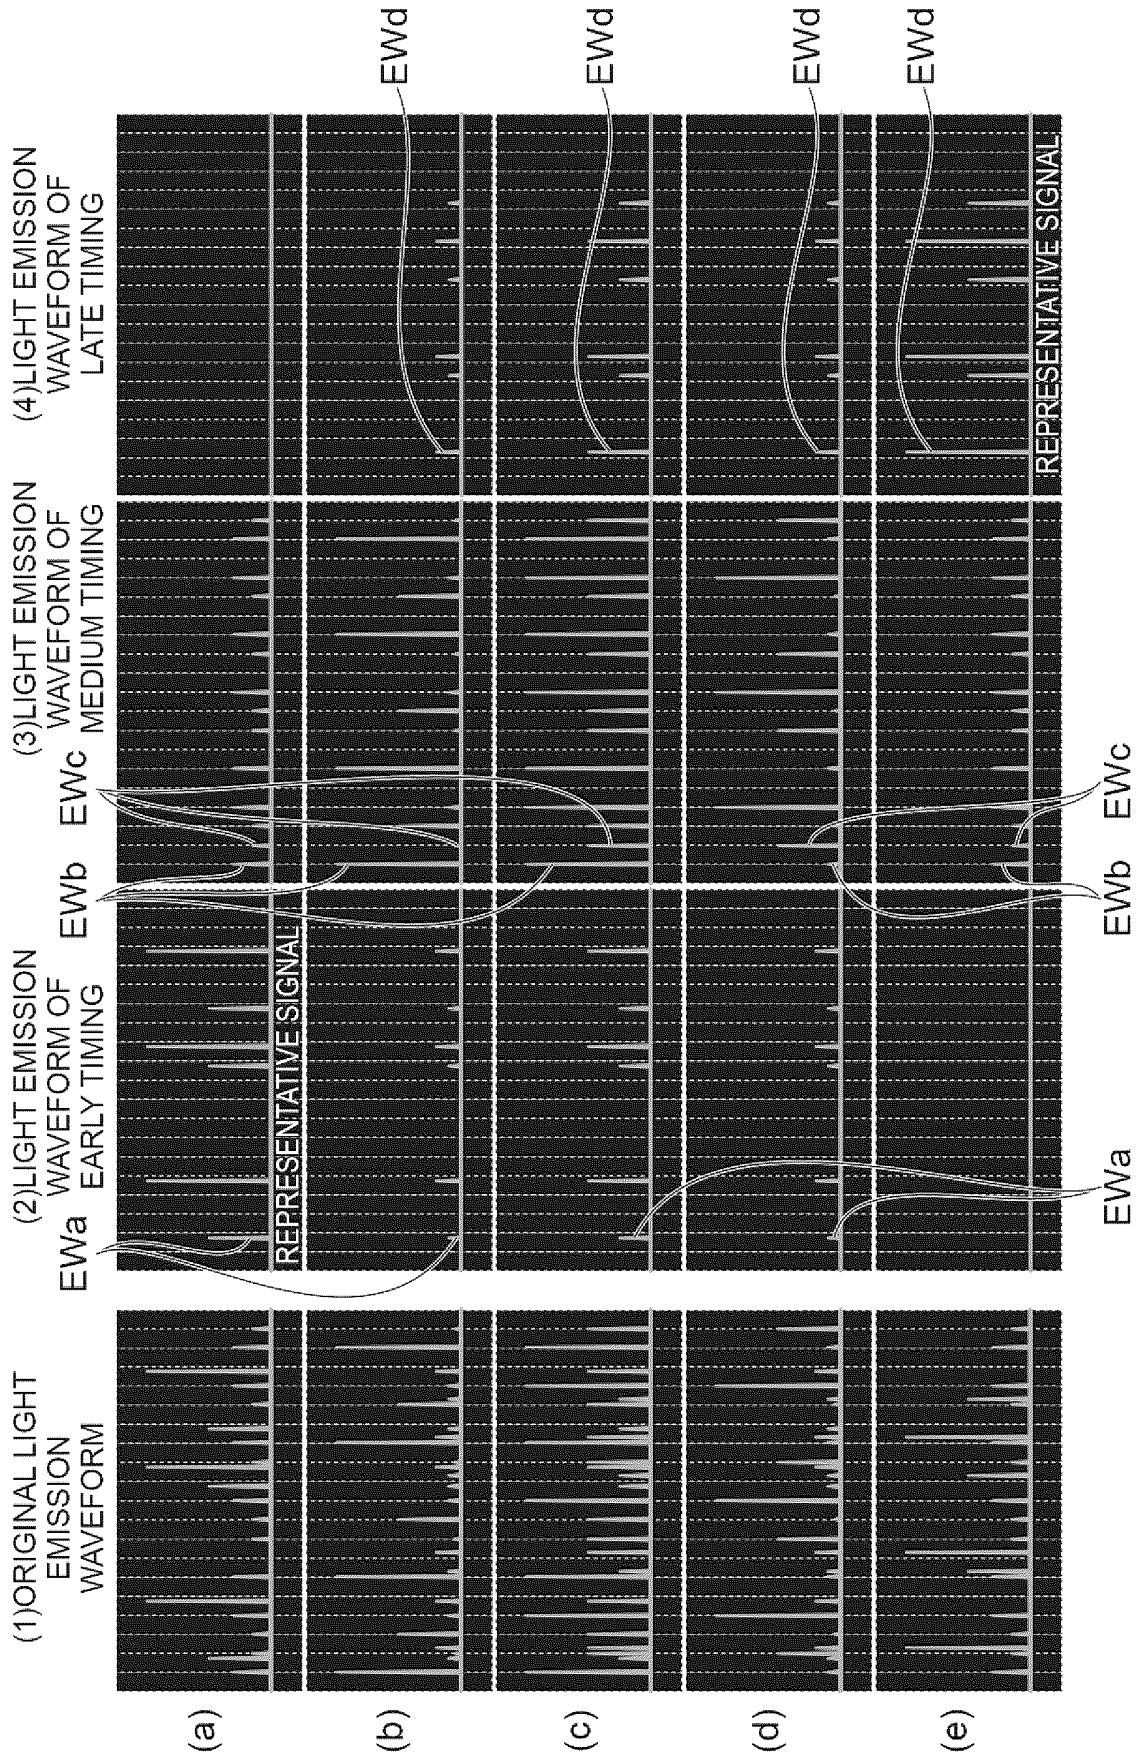 (1)ORIGINAL LIGHT
EMISSION
WAVEFORM
(2)LIGHT EMISSION
WAVEFORM OF
EARLY TIMING
(3)LIGHT EMISSION
WAVEFORM OF
MEDIUM TIMING
(4)LIGHT EMISSION
WAVEFORM OF
LATE TIMING
EWa
EWb
EWc
(a)
REPRESENTATIVE SIGNAL
(b)
EWd
(c)
EWd
(d)
EWd
(e)
EWd
REPRESENTATIVE SIGNAL
EWa
EWb
EWc